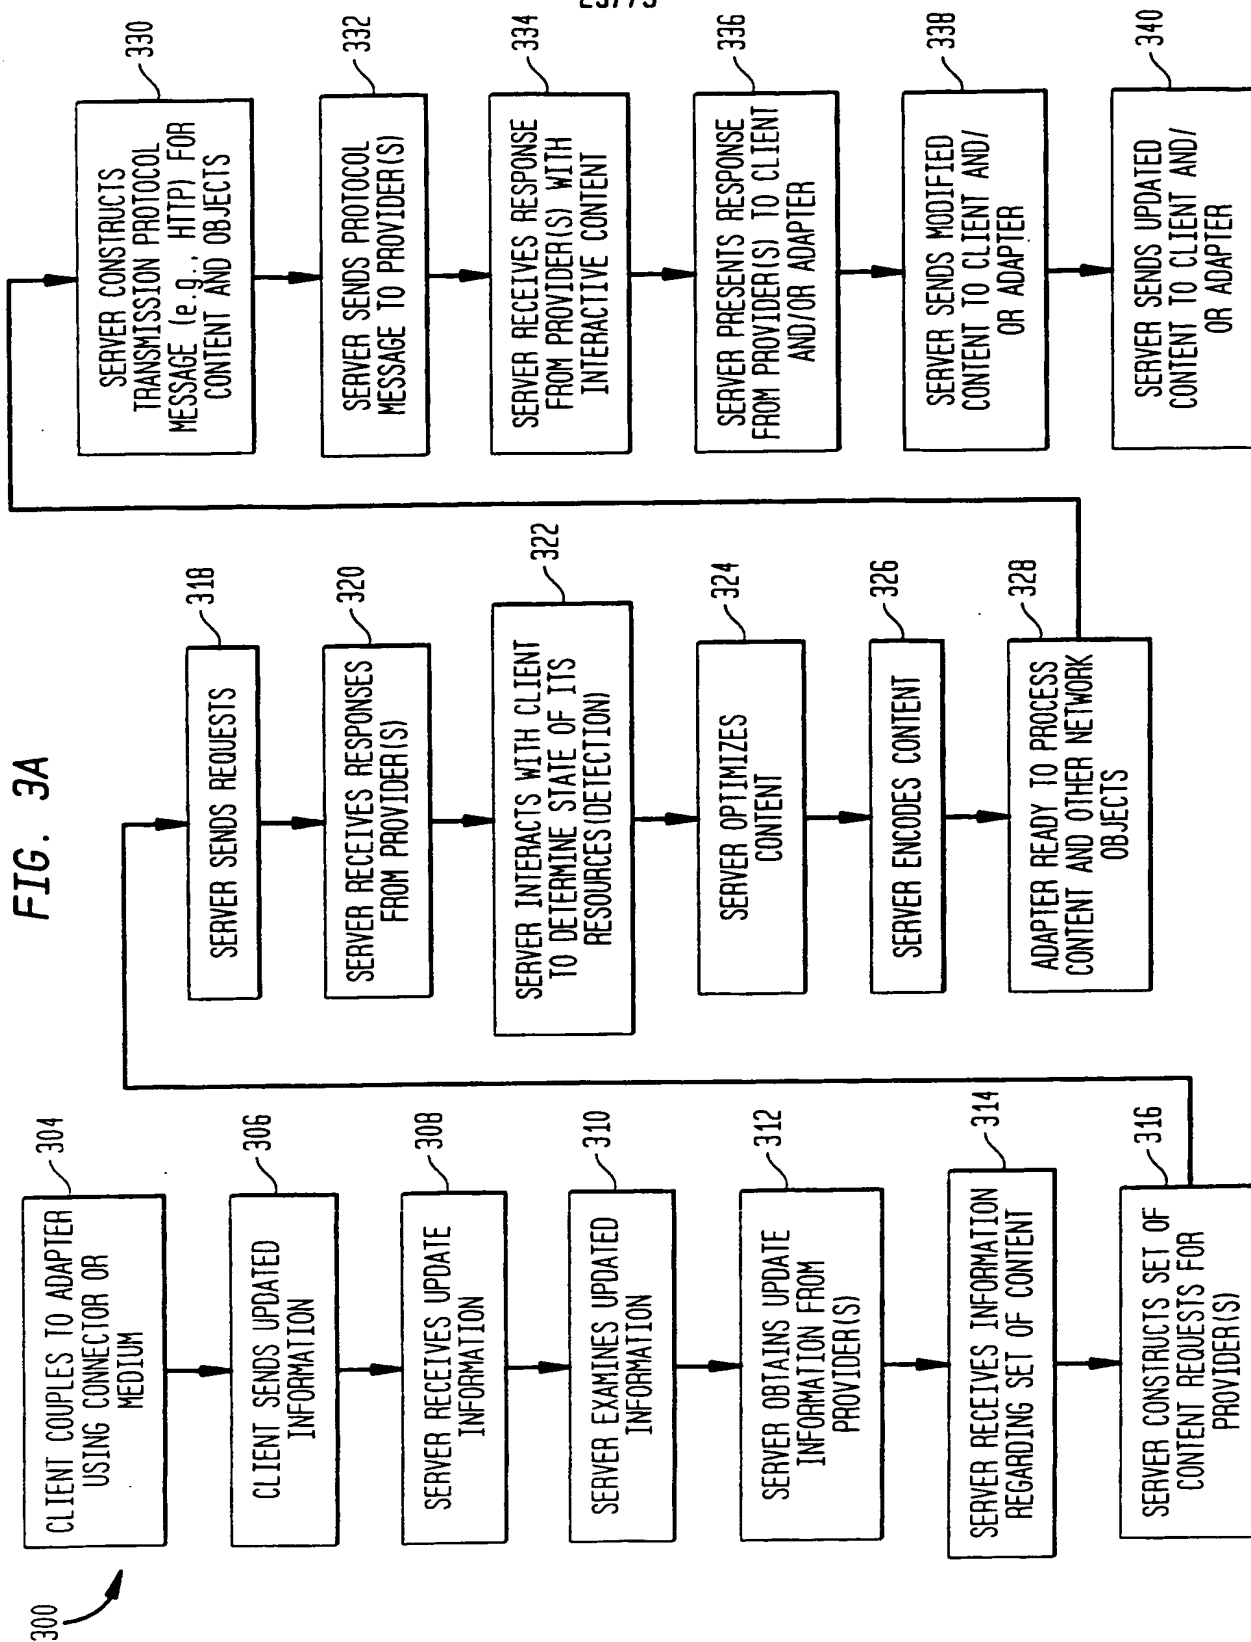 FIG. 3A
300
CLIENT COUPLES TO ADAPTER
USING CONNECTOR OR
MEDIUM
304
CLIENT SENDS UPDATED
INFORMATION
306
SERVER RECEIVES UPDATE
INFORMATION
308
SERVER EXAMINES UPDATED
INFORMATION
310
SERVER OBTAINS UPDATE
INFORMATION FROM
PROVIDER(S)
312
SERVER RECEIVES INFORMATION
REGARDING SET OF CONTENT
314
SERVER CONSTRUCTS SET OF
CONTENT REQUESTS FOR
PROVIDER(S)
316
SERVER SENDS REQUESTS
318
SERVER RECEIVES RESPONSES
FROM PROVIDER(S)
320
SERVER INTERACTS WITH CLIENT
TO DETERMINE STATE OF ITS
RESOURCES(DETECTION)
322
SERVER OPTIMIZES
CONTENT
324
SERVER ENCODES CONTENT
326
ADAPTER READY TO PROCESS
CONTENT AND OTHER NETWORK
OBJECTS
328
SERVER CONSTRUCTS
TRANSMISSION PROTOCOL
MESSAGE (e.g., HTTP) FOR
CONTENT AND OBJECTS
330
SERVER SENDS PROTOCOL
MESSAGE TO PROVIDER(S)
332
SERVER RECEIVES RESPONSE
FROM PROVIDER(S) WITH
INTERACTIVE CONTENT
334
SERVER PRESENTS RESPONSE
FROM PROVIDER(S) TO CLIENT
AND/OR ADAPTER
336
SERVER SENDS MODIFIED
CONTENT TO CLIENT AND/
OR ADAPTER
338
SERVER SENDS UPDATED
CONTENT TO CLIENT AND/
OR ADAPTER
340